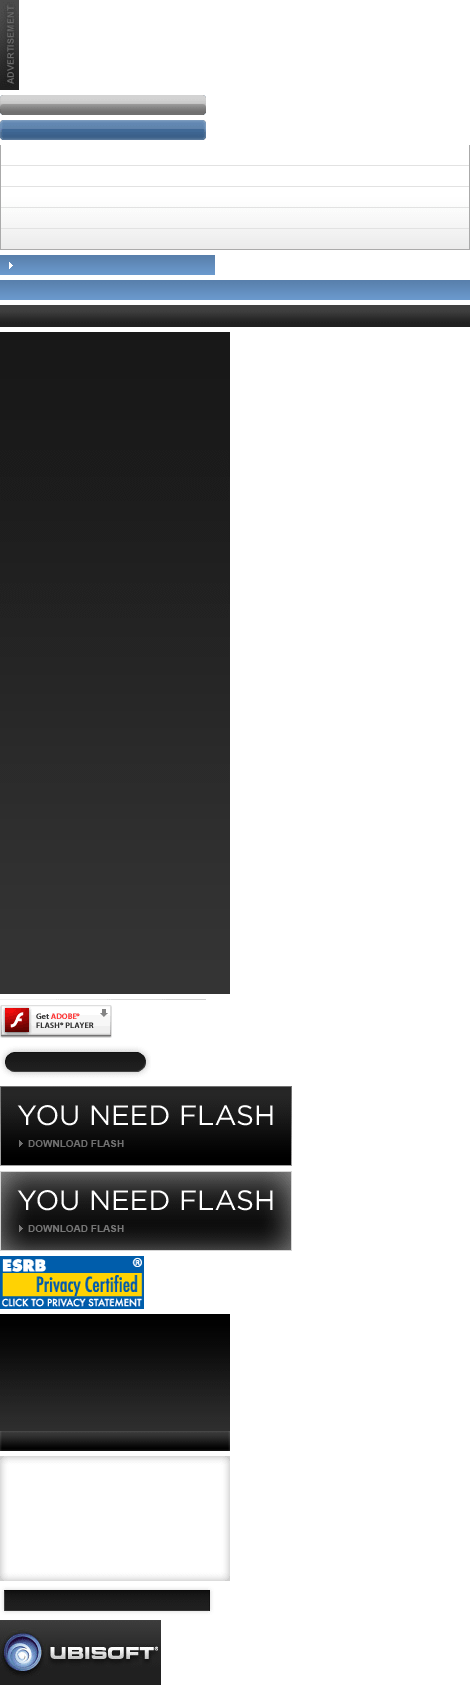 ADVERTISEMENT
Get ADOBE®
FLASH® PLAYER
YOU NEED FLASH
DOWNLOAD FLASH
YOU NEED FLASH
DOWNLOAD FLASH
ESRB ®
Privacy Certified
CLICK TO PRIVACY STATEMENT
UBISOFT®